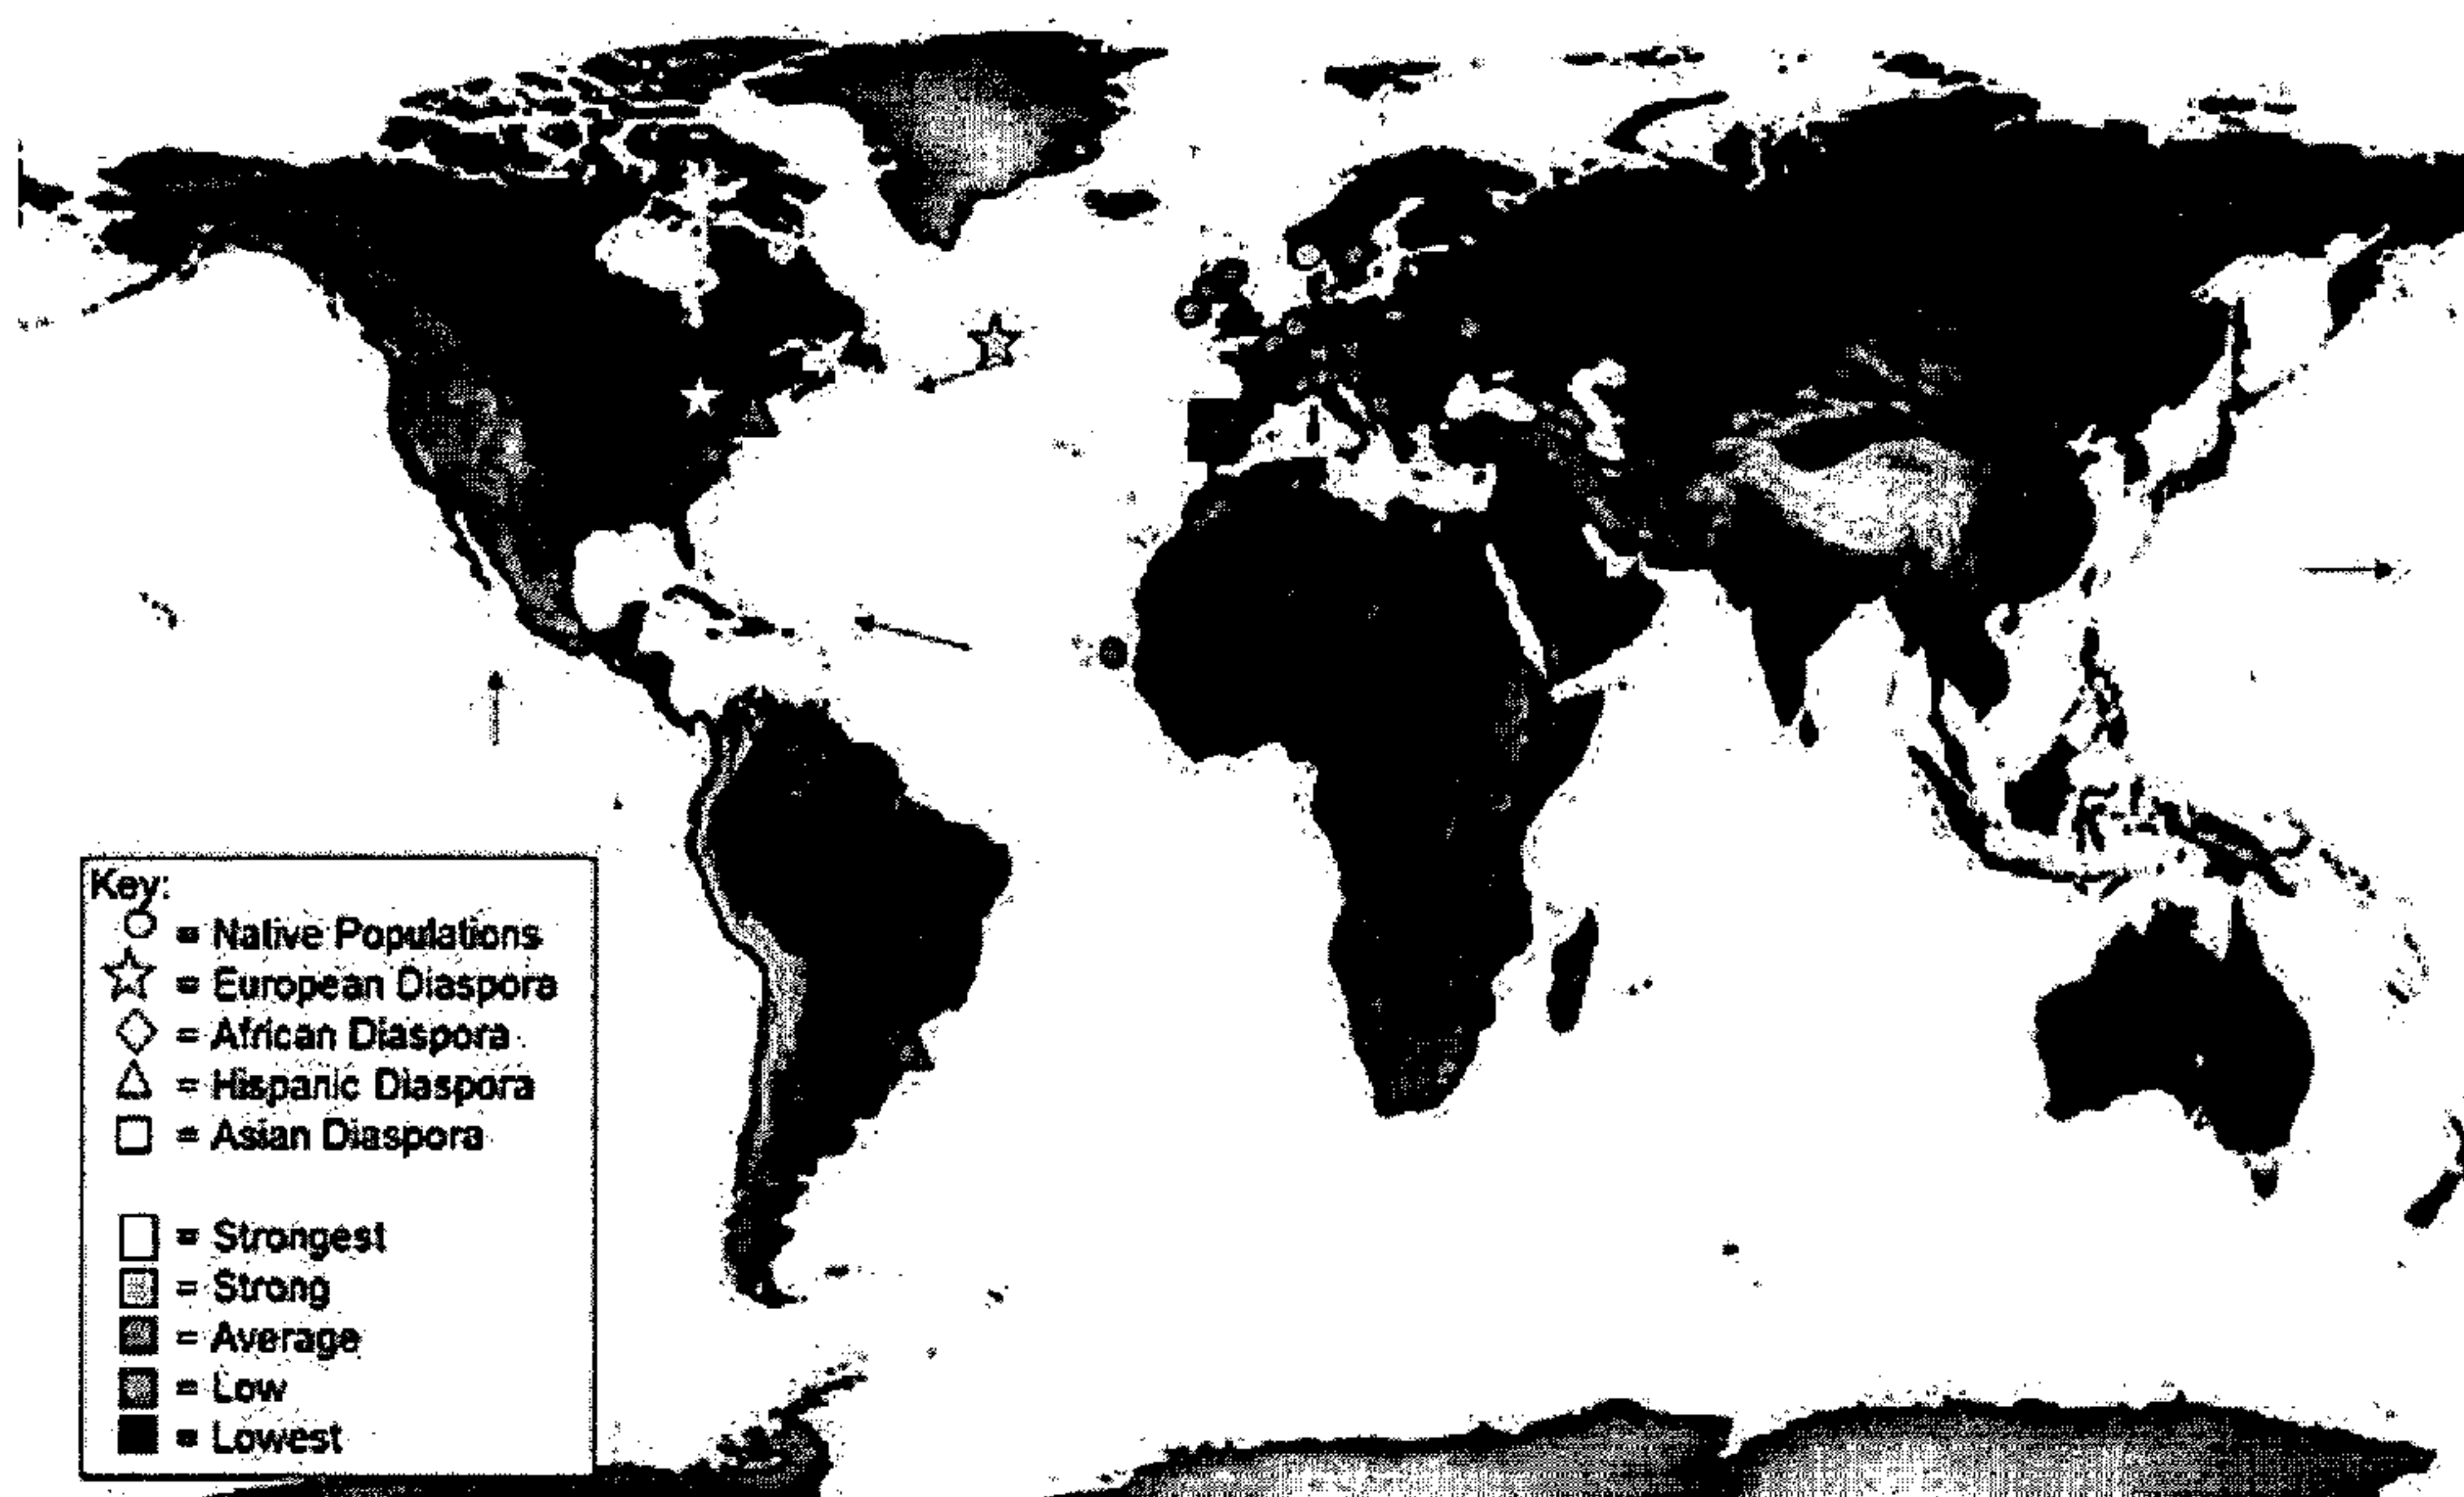 Key:
= Native Populations
= European Diaspora
= African Diaspora
= Hispanic Diaspora
= Asian Diaspora
= Strongest
= Strong
= Average
= Low
= Lowest